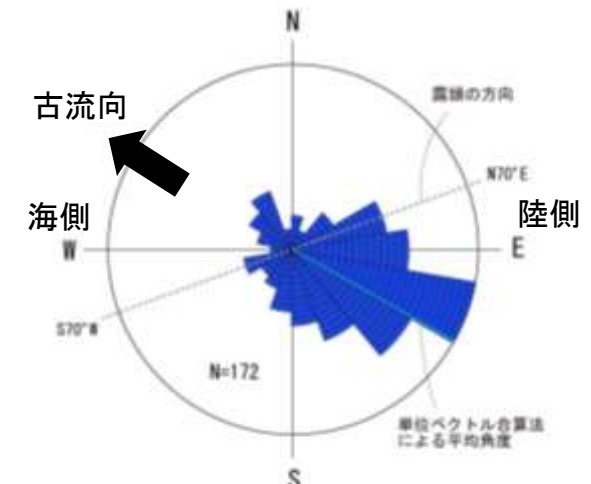 N
古流向
露頭の方向
N70°E
海側
陸側
W
E
S70°W
N=172
単位ベクトル合算法
による平均角度
S